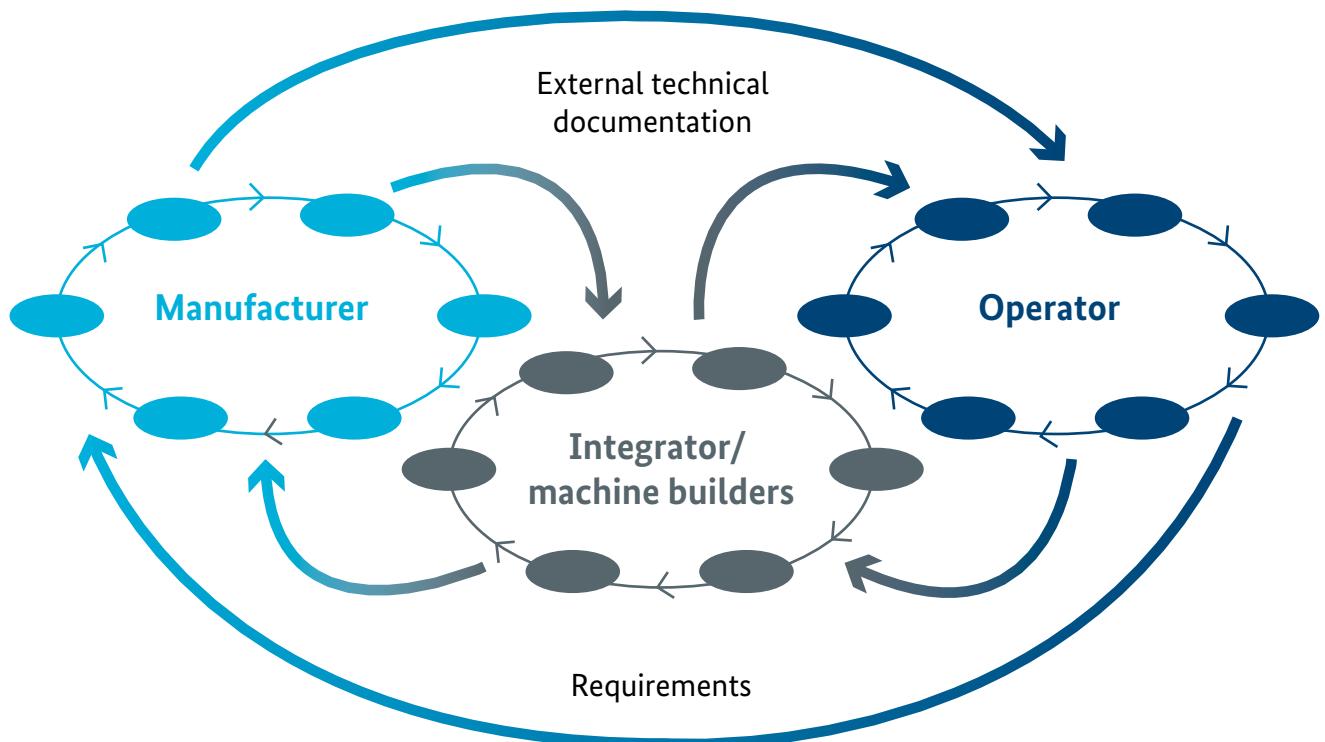 External technical
documentation
Manufacturer
Operator
Integrator/
machine builders
Requirements